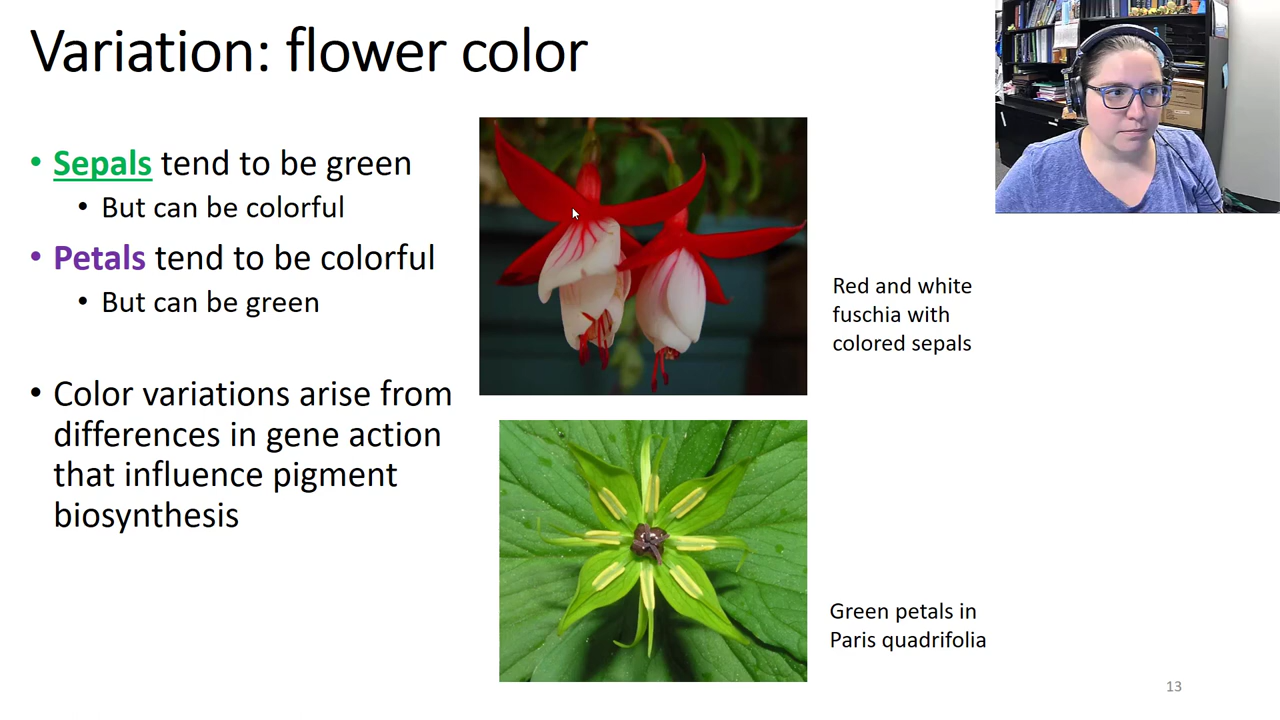 Variation: flower color
• Sepals tend to be green
• But can be colorful
• Petals tend to be colorful
• But can be green
• Color variations arise from
differences in gene action
that influence pigment
biosynthesis
Red and white
fuschia with
colored sepals
Green petals in
Paris quadrifolia
13